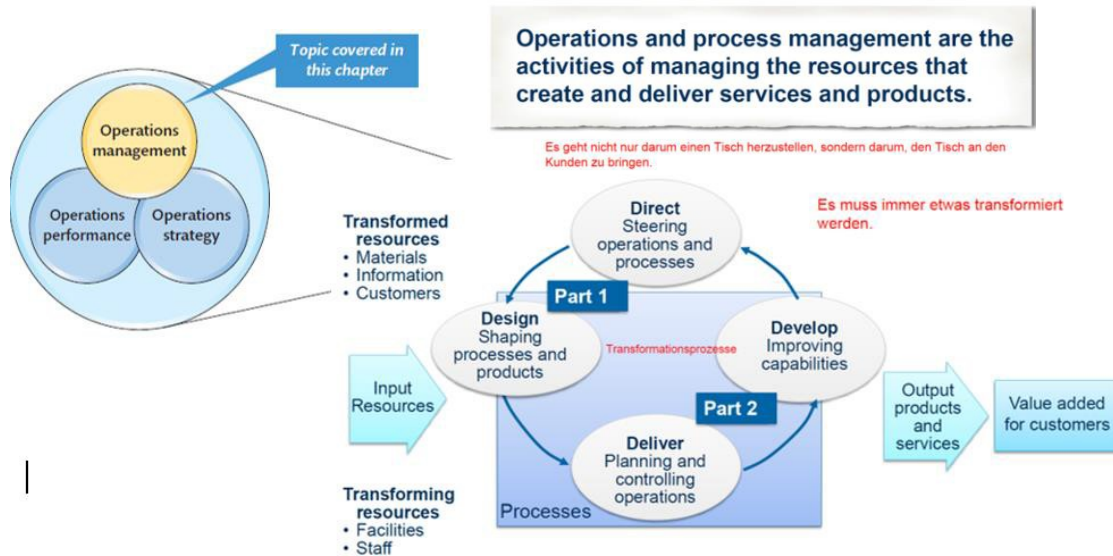 Topic covered in
this chapter
Operations
management
Operations
performance
Operations
strategy
Operations and process management are the
activities of managing the resources that
create and deliver services and products.
Es geht nicht nur darum einen Tisch herzustellen, sondern darum, den Tisch an den
Kunden zu bringen.
Es muss immer etwas transformiert
werden.
Transformed
resources
• Materials
• Information
• Customers
Direct
Steering
operations and
processes
Part 1
Design
Shaping
processes and
products
Transformationsprozesse
Develop
Improving
capabilities
Input
Resources
Part 2
Deliver
Planning and
controlling
operations
Output
products
and
services
Value added
for customers
Transforming
resources
• Facilities
• Staff
Processes